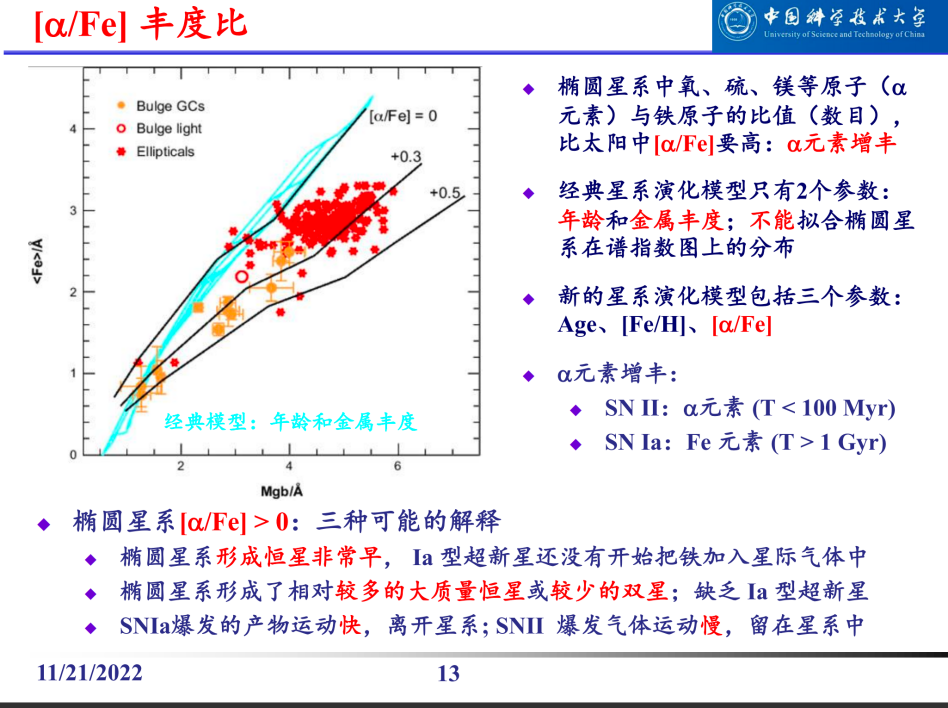 [α/Fe] 丰度比
中国科学技术大学
University of Science and Technology of China
Bulge GCs
Bulge light
Ellipticals
[α/Fe] = 0
+0.3
+0.5
4
3
2
1
0
<Fe>/Å
2
4
6
Mgb/Å
经典模型：年龄和金属丰度
椭圆星系中氧、硫、镁等原子（α
元素）与铁原子的比值（数目），
比太阳中[α/Fe]要高：α元素增丰
经典星系演化模型只有2个参数：
年龄和金属丰度；不能拟合椭圆星
系在谱指数图上的分布
新的星系演化模型包括三个参数：
Age、[Fe/H]、[α/Fe]
α元素增丰：
SN II：α元素 (T < 100 Myr)
SN Ia：Fe 元素 (T > 1 Gyr)
椭圆星系[α/Fe] > 0：三种可能的解释
椭圆星系形成恒星非常早， Ia 型超新星还没有开始把铁加入星际气体中
椭圆星系形成了相对较多的大质量恒星或较少的双星；缺乏 Ia 型超新星
SNIa爆发的产物运动快，离开星系; SNII 爆发气体运动慢，留在星系中
11/21/2022
13